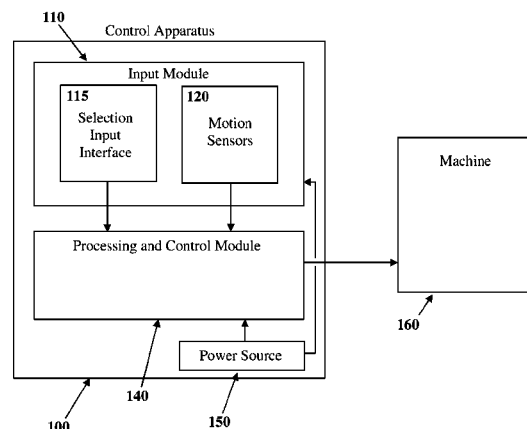 110
Control Apparatus
Input Module
115
Selection
Input
Interface
120
Motion
Sensors
Machine
Processing and Control Module
160
Power Source
140
150
100